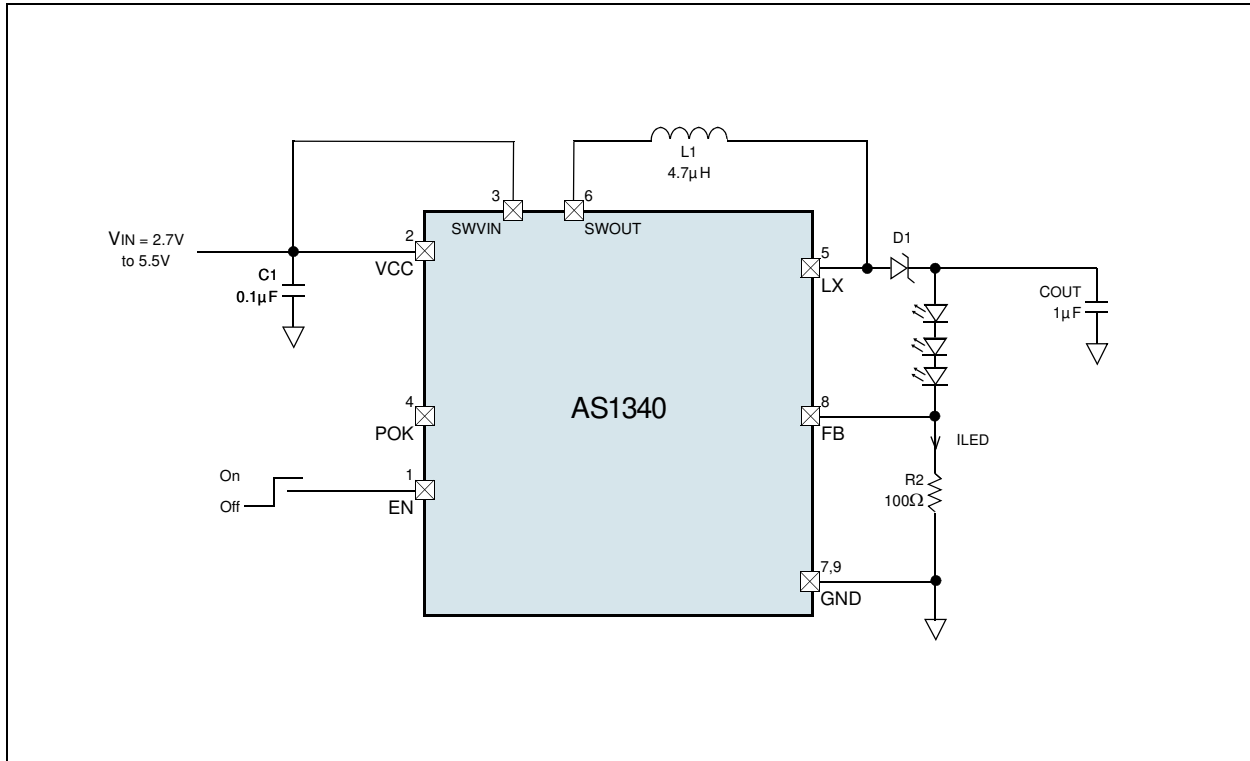 L1
4.7µH
3
6
SWVIN
SWOUT
VIN = 2.7V
to 5.5V
2
VCC
C1
0.1µF
5
LX
D1
COUT
1µF
AS1340
4
POK
8
FB
ILED
On
Off
1
EN
R2
100Ω
7,9
GND